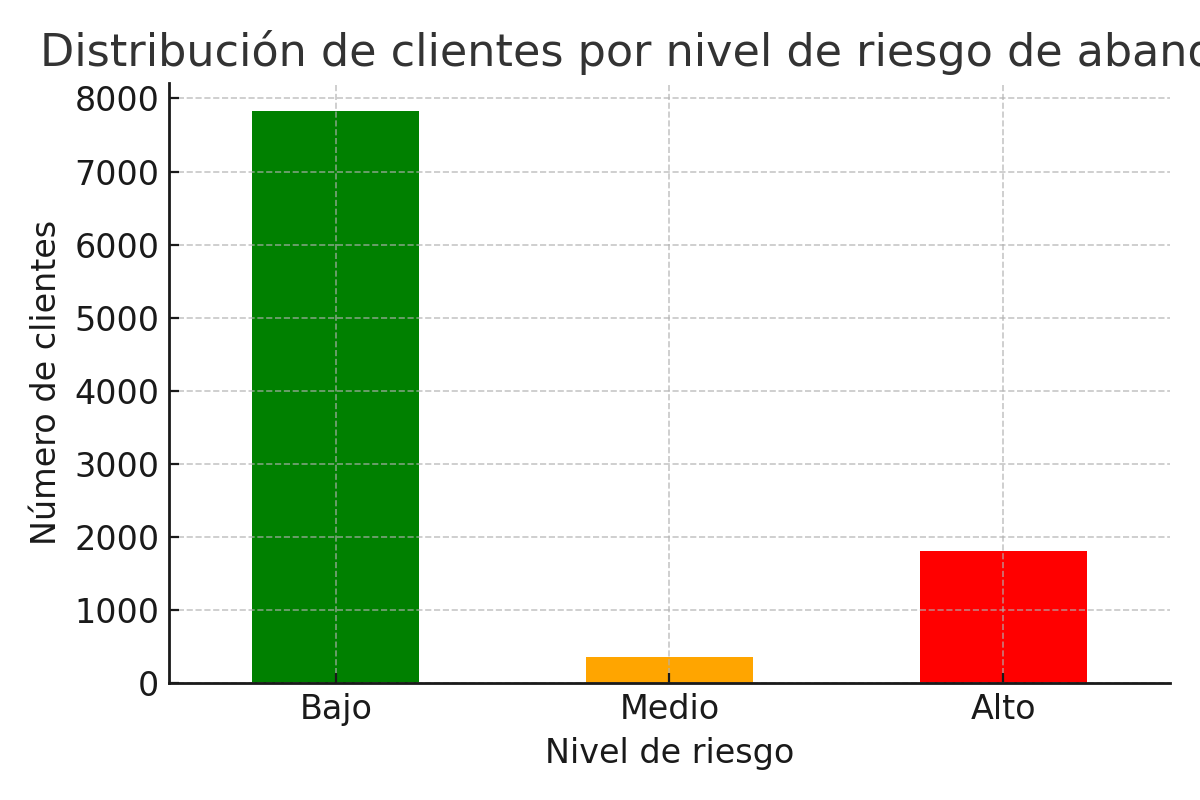 Distribución de clientes por nivel de riesgo de abanc
8000
7000
6000
5000
4000
3000
2000
1000
0
Número de clientes
Bajo Medio Alto
Nivel de riesgo